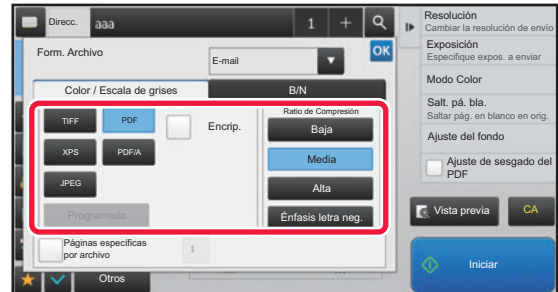 Direcc.
aaa
1
+
Form. Archivo
E-mail
OK
Color / Escala de grises
B/N
TIFF
PDF
Encrip.
XPS
PDF/A
JPEG
Programado
Ratio de Compresión
Baja
Media
Alta
Énfasis letra neg.
Páginas específicas
por archivo
1
Otros
Resolución
Cambiar la resolución de envío
Exposición
Especifique expos. a enviar
Modo Color
Salt. pá. bla.
Saltar pág. en blanco en orig.
Ajuste del fondo
Ajuste de sesgado del
PDF
Vista previa
CA
Iniciar